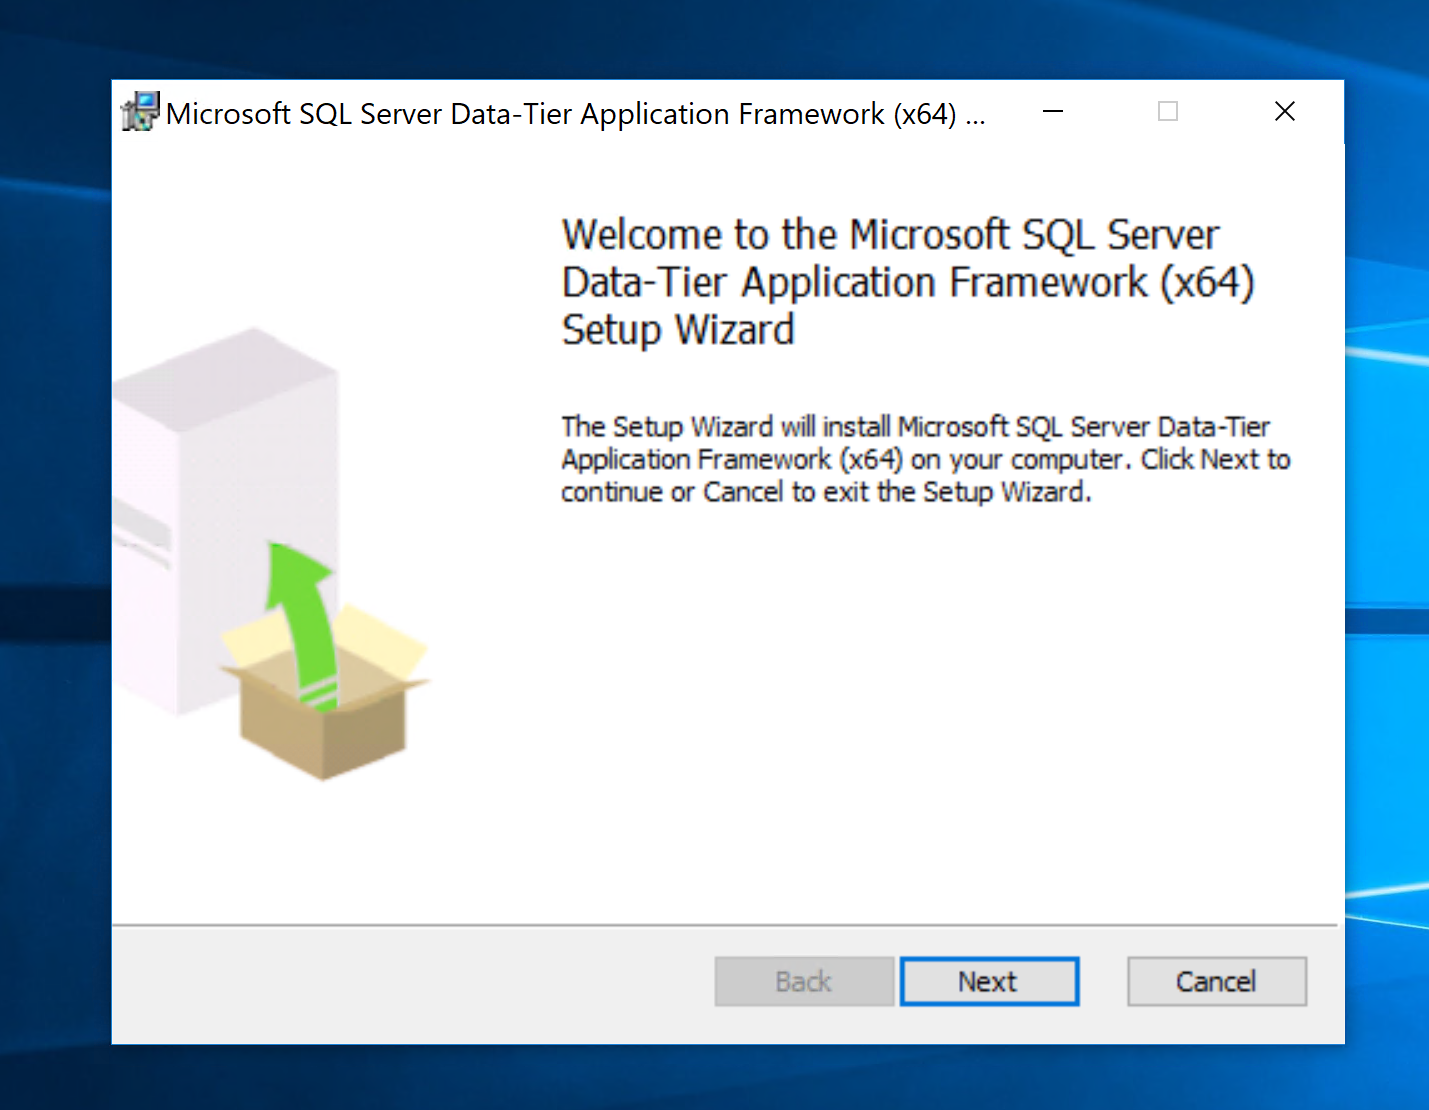 Microsoft SQL Server Data-Tier Application Framework (x64) ...
Welcome to the Microsoft SQL Server
Data-Tier Application Framework (x64)
Setup Wizard
The Setup Wizard will install Microsoft SQL Server Data-Tier
Application Framework (x64) on your computer. Click Next to
continue or Cancel to exit the Setup Wizard.
Back
Next
Cancel